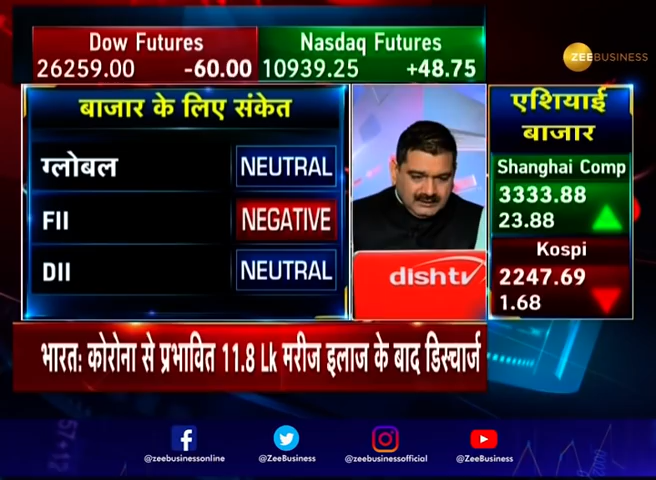 Dow Futures
26259.00 -60.00
Nasdaq Futures
10939.25 +48.75
ZEEBUSINESS
बाजार के लिए संकेत
ग्लोबल NEUTRAL
FII NEGATIVE
DII NEUTRAL
dishtv
एशियाई
बाजार
Shanghai Comp
3333.88
23.88
Kospi
2247.69
1.68
भारत: कोरोना से प्रभावित 11.8 Lk मरीज इलाज के बाद डिस्चार्ज
57+12
@zeebusinessonline
@ZeeBusiness
@zeebusinessofficial
@ZeeBusiness